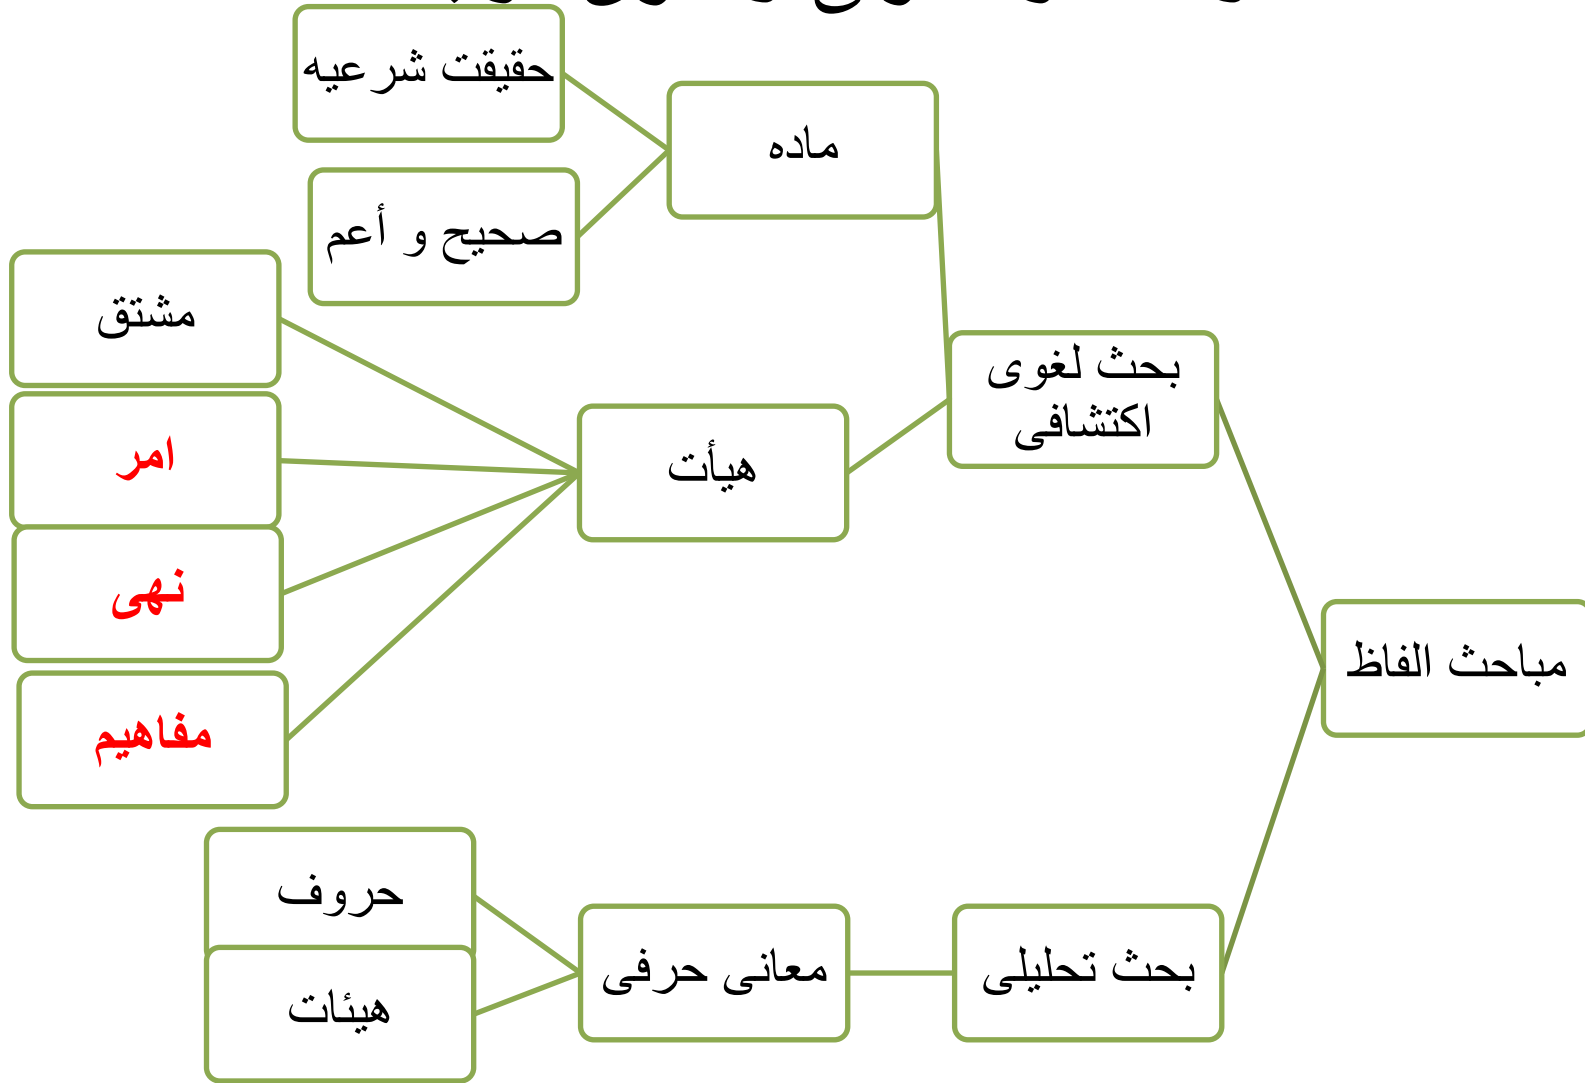 مباحث الفاظ
بحث لغوی
اکتشافی
ماده
حقیقت شرعیه
صحیح و أعم
هیأت
مشتق
امر
نهی
مفاهیم
بحث تحلیلی
معانی حرفی
حروف
هیئات